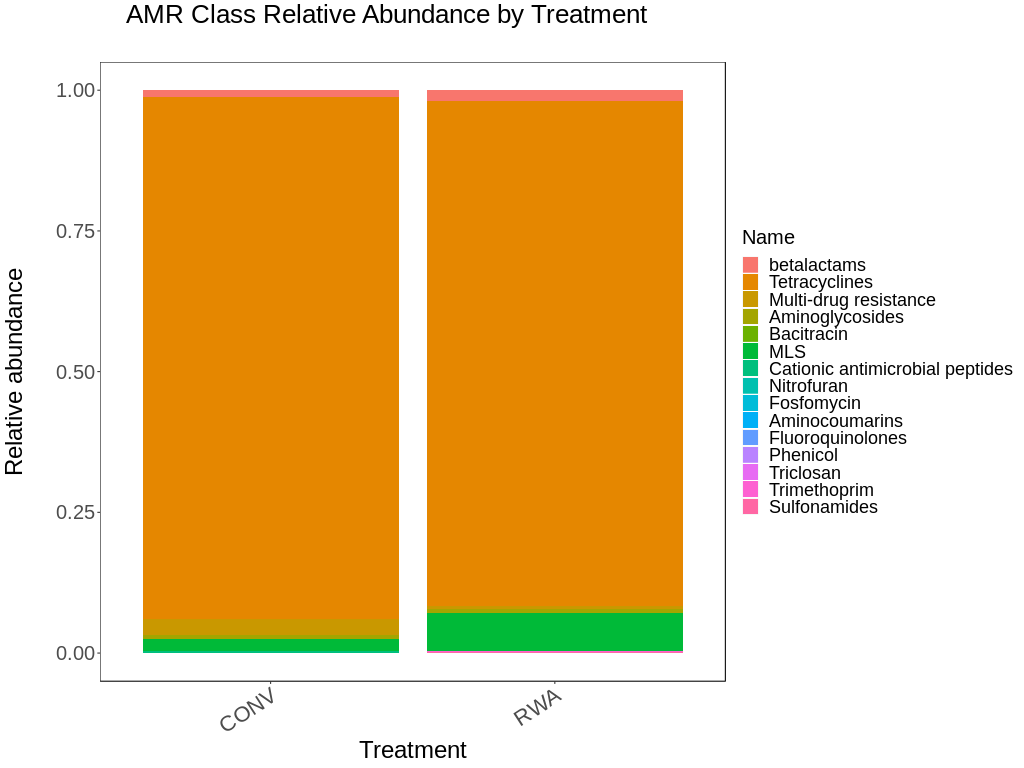 AMR Class Relative Abundance by Treatment
Relative abundance
1.00
0.75
0.50
0.25
0.00
CONV
RWA
Treatment
Name
betalactams
Tetracyclines
Multi-drug resistance
Aminoglycosides
Bacitracin
MLS
Cationic antimicrobial peptides
Nitrofuran
Fosfomycin
Aminocoumarins
Fluoroquinolones
Phenicol
Triclosan
Trimethoprim
Sulfonamides